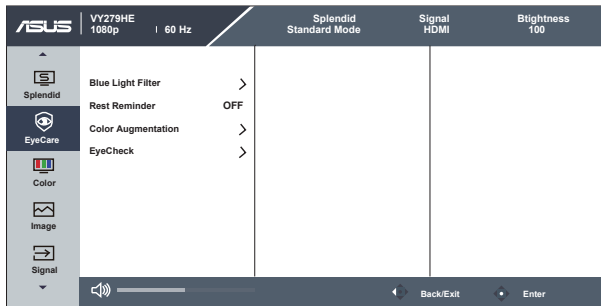 ASUS
VY279HE
1080p | 60 Hz
Splendid
Standard Mode
Signal
HDMI
Btightness
100
Splendid
EyeCare
Color
Image
Signal
Blue Light Filter
Rest Reminder OFF
Color Augmentation
EyeCheck
Back/Exit
Enter